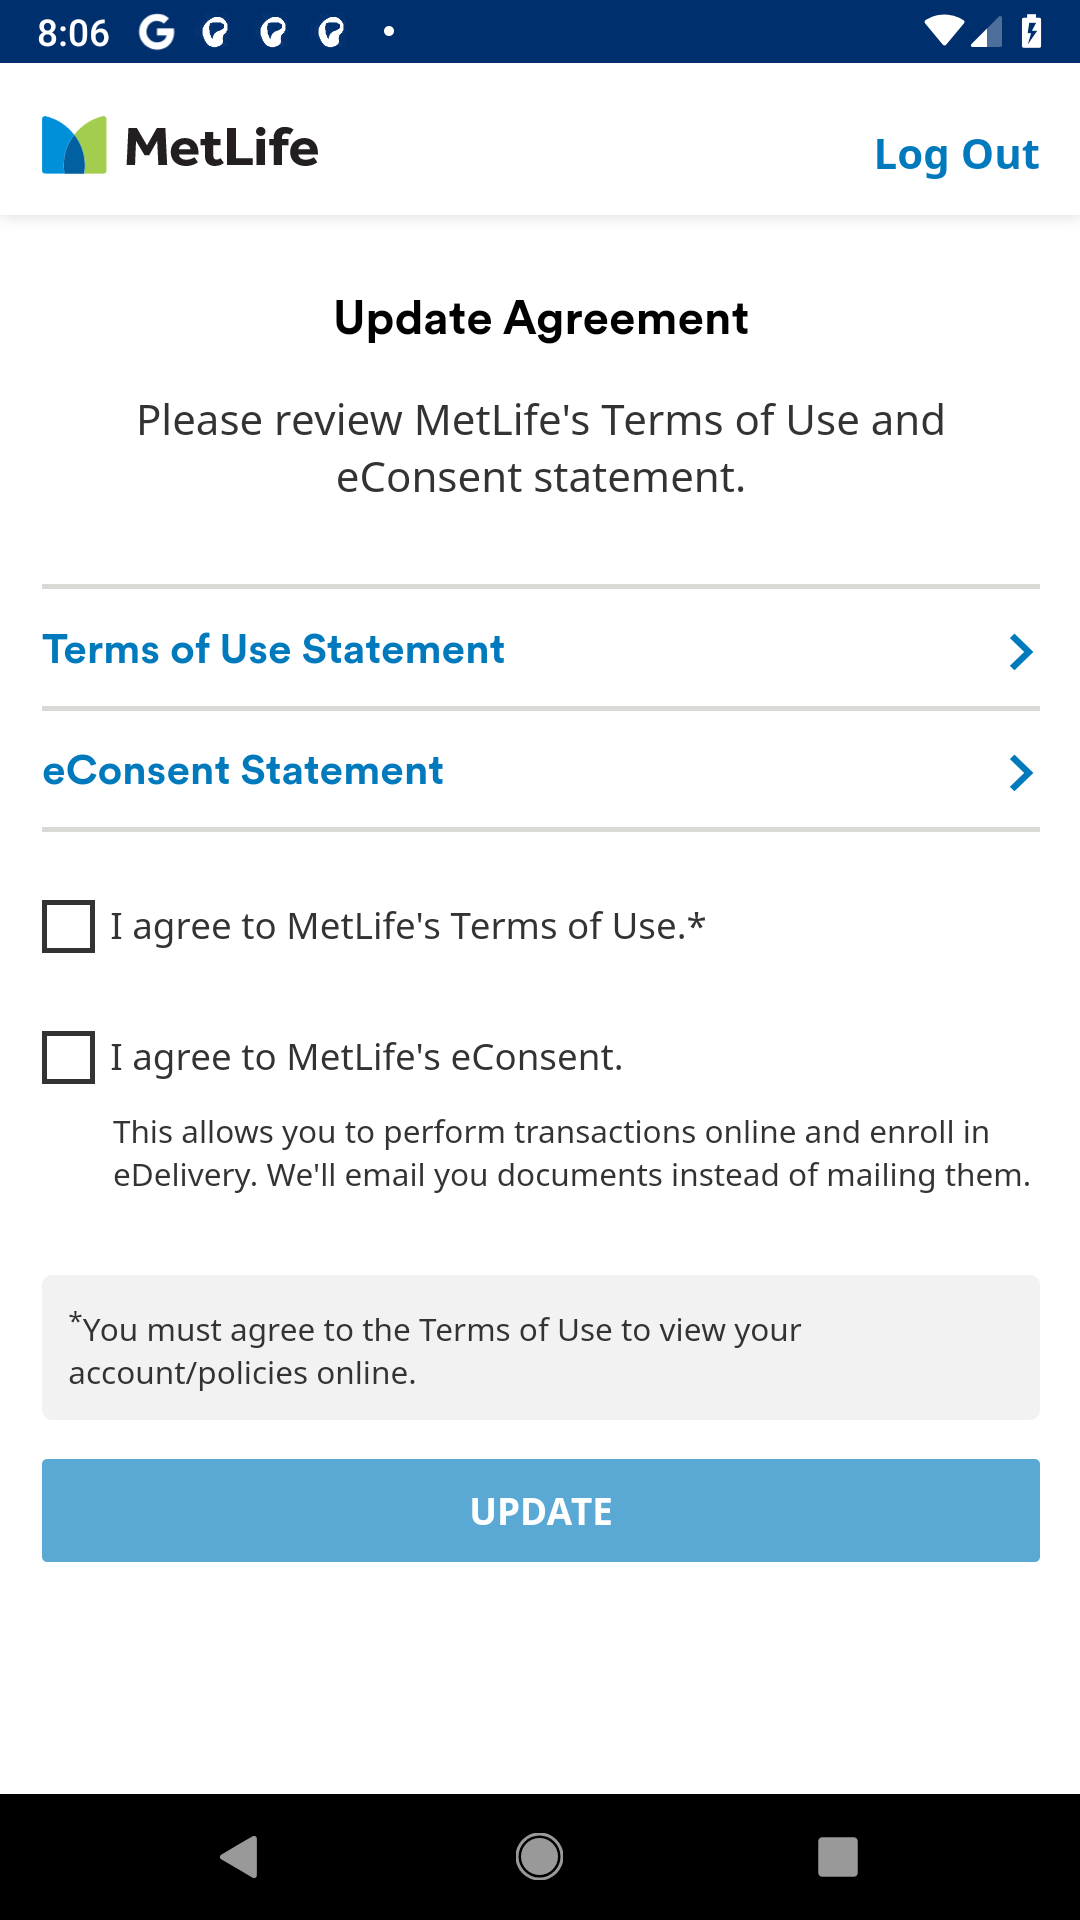 8:06
MetLife
Log Out
Update Agreement
Please review MetLife's Terms of Use and
eConsent statement.
Terms of Use Statement
eConsent Statement
I agree to MetLife's Terms of Use.*
I agree to MetLife's eConsent.
This allows you to perform transactions online and enroll in
eDelivery. We'll email you documents instead of mailing them.
*You must agree to the Terms of Use to view your
account/policies online.
UPDATE